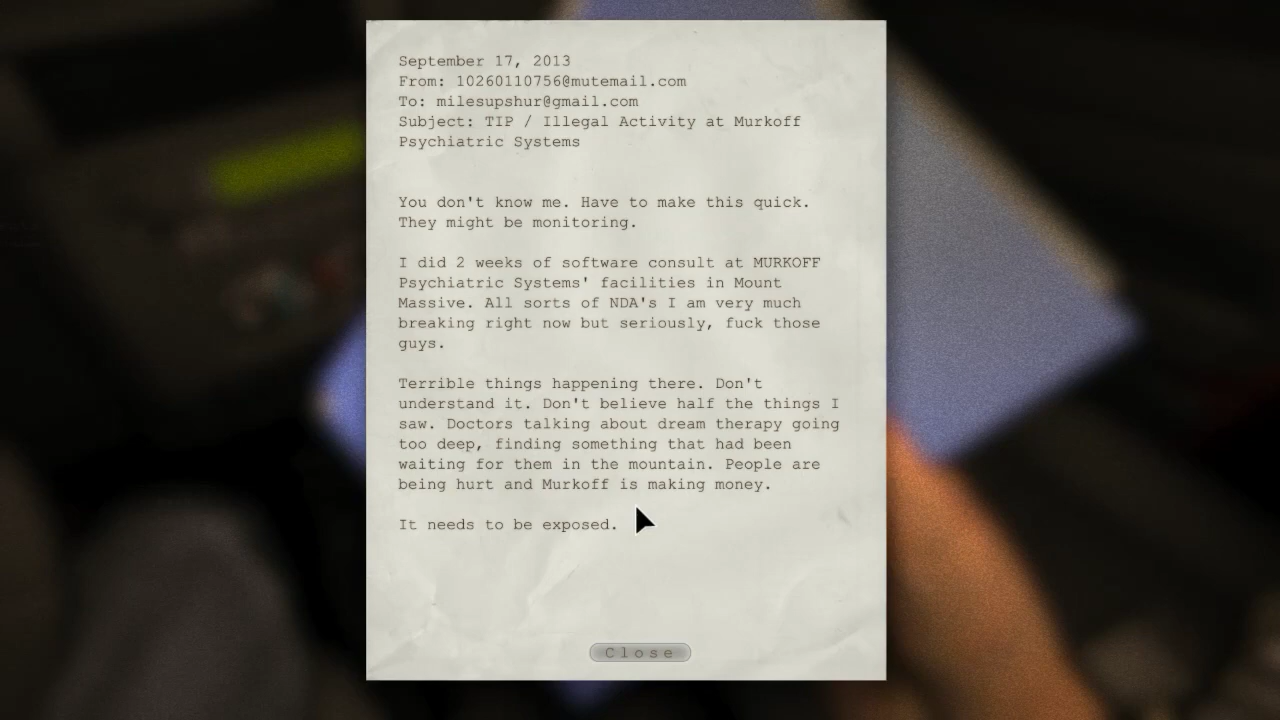 September 17, 2013
From: 10260110756@mutemail.com
To: milesupshur@gmail.com
Subject: TIP / Illegal Activity at Murkoff
Psychiatric Systems
You don't know me. Have to make this quick.
They might be monitoring.
I did 2 weeks of software consult at MURKOFF
Psychiatric Systems' facilities in Mount
Massive. All sorts of NDA's I am very much
breaking right now but seriously, fuck those
guys.
Terrible things happening there. Don't
understand it. Don't believe half the things I
saw. Doctors talking about dream therapy going
too deep, finding something that had been
waiting for them in the mountain. People are
being hurt and Murkoff is making money.
It needs to be exposed.
Close